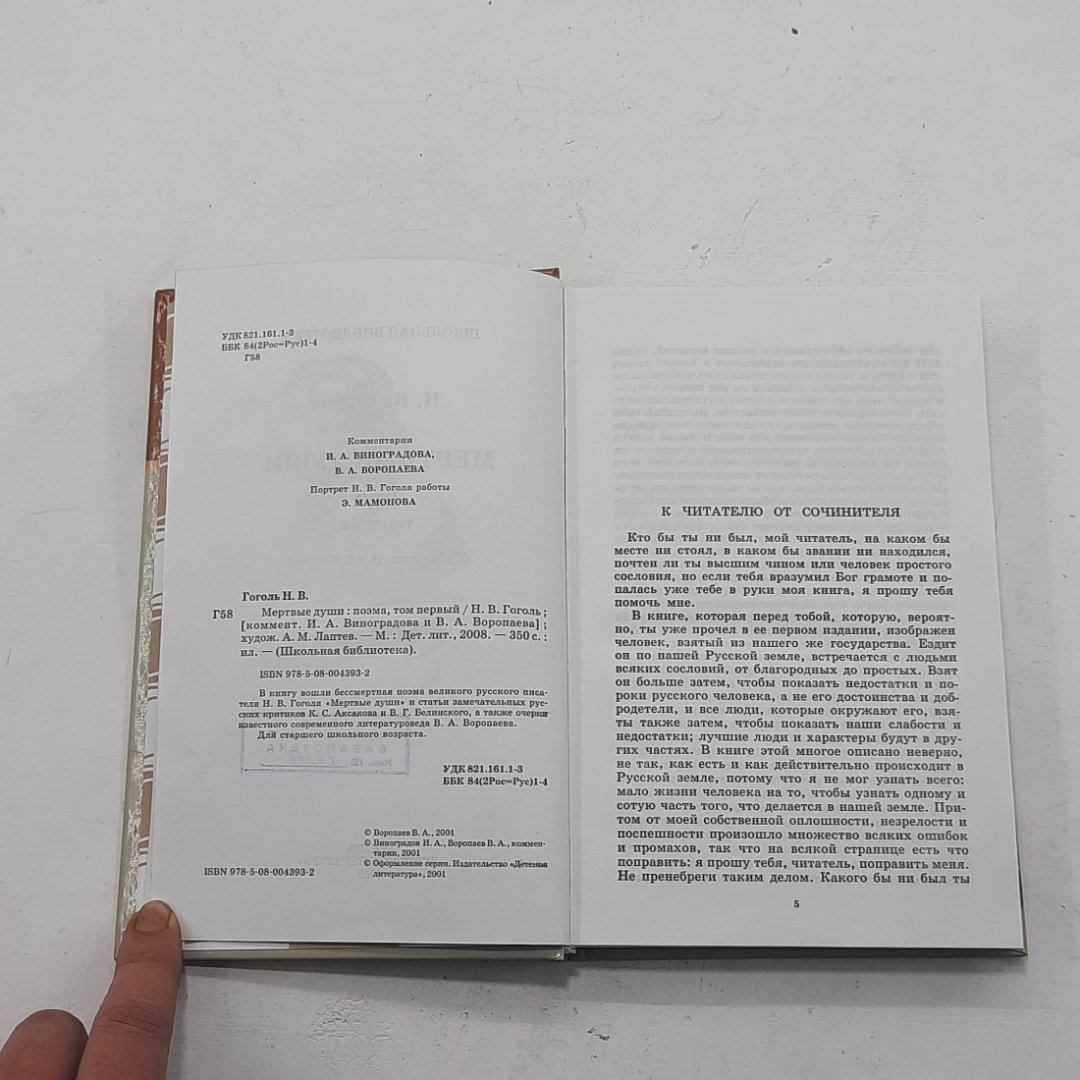 УДК 821.161.1-3
ББК 84(2Рос=Рус)1-4
Г58
Комментарии
И. А. ВИНОГРАДОВА,
В. А. ВОРОПАЕВА
Портрет Н. В. Гоголя работы
Э. МАМОНОВА
Гоголь Н. В.
Г58 Мертвые души : поэма, том первый / Н. В. Гоголь ;
[коммент. И. А. Виноградова и В. А. Воропаева] ;
худож. А. М. Лаптев. — М. : Дет. лит., 2008. — 350 с. :
ил. — (Школьная библиотека).
ISBN 978-5-08-004393-2
В книгу вошли бессмертная поэма великого русского писа-
теля Н. В. Гоголя «Мертвые души» и статьи замечательных рус-
ских критиков К. С. Аксакова и В. Г. Белинского, а также очерки
известного современного литературоведа В. А. Воропаева.
Для старшего школьного возраста.
УДК 821.161.1-3
ББК 84(2Рос=Рус)1-4
© Воропаев В. А., 2001
© Виноградов И. А., Воропаев В. А., коммен-
тарии, 2001
© Оформление серии. Издательство «Детская
литература», 2001
ISBN 978-5-08-004393-2
К ЧИТАТЕЛЮ ОТ СОЧИНИТЕЛЯ
Кто бы ты ни был, мой читатель, на каком бы
месте ни стоял, в каком бы звании ни находился,
почтен ли ты высшим чином или человек простого
сословия, но если тебя вразумил Бог грамоте и по-
палась уже тебе в руки моя книга, я прошу тебя
помочь мне.
В книге, которая перед тобой, которую, вероят-
но, ты уже прочел в ее первом издании, изображен
человек, взятый из нашего же государства. Ездит
он по нашей Русской земле, встречается с людьми
всяких сословий, от благородных до простых. Взят
он больше затем, чтобы показать недостатки и по-
роки русского человека, а не его достоинства и доб-
родетели, и все люди, которые окружают его, взя-
ты также затем, чтобы показать наши слабости и
недостатки; лучшие люди и характеры будут в дру-
гих частях. В книге этой многое описано неверно,
не так, как есть и как действительно происходит в
Русской земле, потому что я не мог узнать всего:
мало жизни человека на то, чтобы узнать одному и
сотую часть того, что делается в нашей земле. При-
том от моей собственной оплошности, незрелости и
поспешности произошло множество всяких ошибок
и промахов, так что на всякой странице есть что
поправить: я прошу тебя, читатель, поправить меня.
Не пренебреги таким делом. Какого бы ни был ты
5